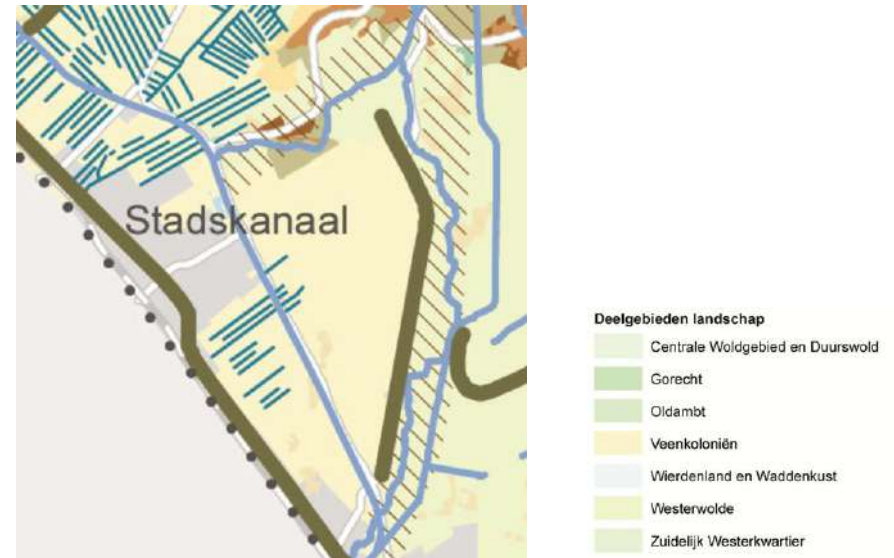 Stadskanaal
Deelgebieden landschap
Centrale Woldgebied en Duurswold
Gorecht
Oldambt
Veenkoloniën
Wierdenland en Waddenkust
Westerwolde
Zuidelijk Westerkwartier